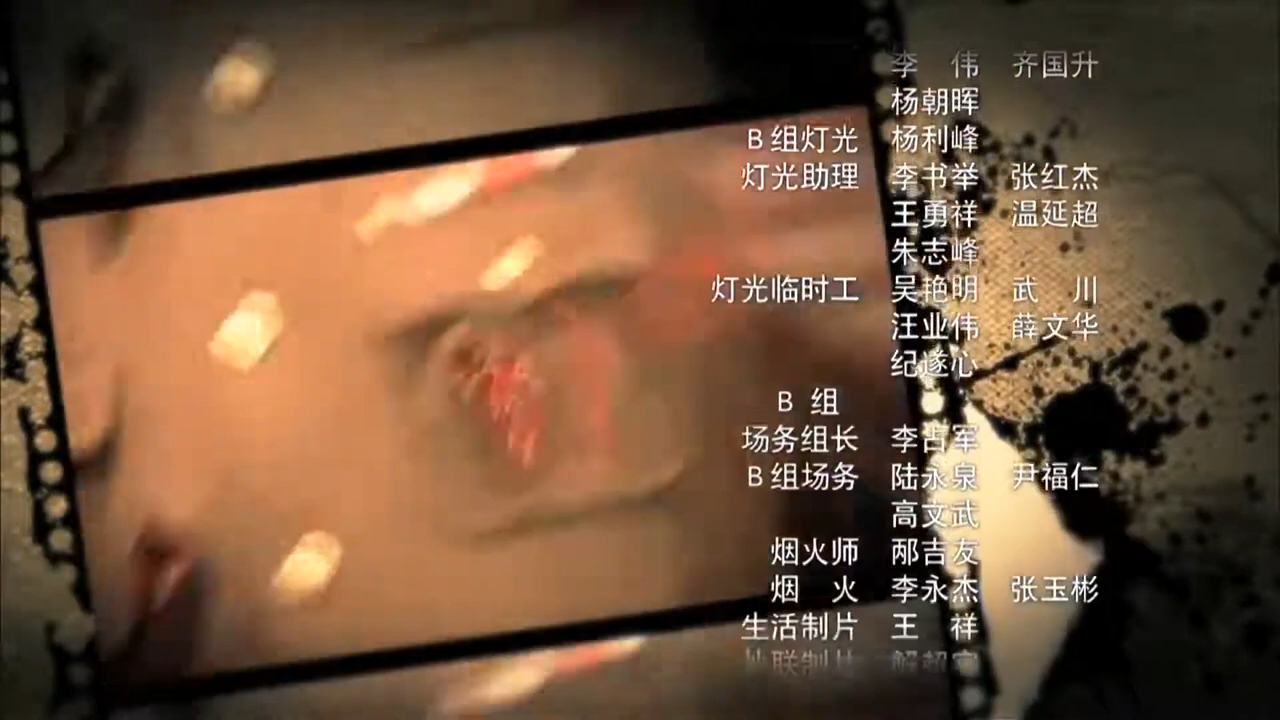 李 伟 齐国升
杨朝晖
B组灯光 杨利峰
灯光助理 李书举 张红杰
王勇祥 温延超
朱志峰
灯光临时工 吴艳明 武 川
汪业伟 薛文华
纪遂心
B 组
场务组长 李占军
B组场务 陆永泉 尹福仁
高文武
烟火师 邴吉友
烟 火 李永杰 张玉彬
生活制片 王 祥